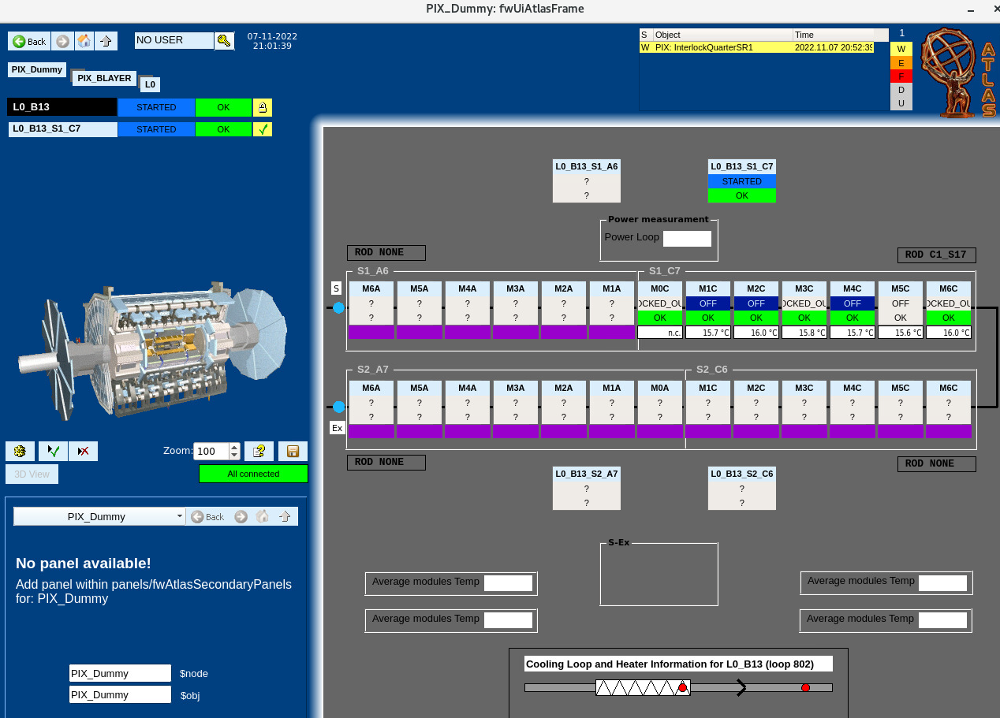 PIX_Dummy: fwUiAtlasFrame
Back
NO USER
07-11-2022
21:01:39
S Object Time
W PIX: InterlockQuarterSR1 2022.11.07 20:52:39
1
W
E
F
D
U
ATLAS
PIX_Dummy
PIX_BLAYER
L0
L0_B13 STARTED OK
L0_B13_S1_C7 STARTED OK
L0_B13_S1_A6
?
?
L0_B13_S1_C7
STARTED
OK
Power measurament
Power Loop
ROD NONE
ROD C1_S17
S1_A6 S1_C7
S
M6A M5A M4A M3A M2A M1A M0C M1C M2C M3C M4C M5C M6C
? ? ? ? ? ? OCKED_OU OFF OFF OCKED_OU OFF OFF OCKED_OU
? ? ? ? ? ? OK OK OK OK OK OK OK
n.c. 15.7 °C 16.0 °C 15.8 °C 15.7 °C 15.6 °C 16.0 °C
S2_A7 S2_C6
M6A M5A M4A M3A M2A M1A M0A M1C M2C M3C M4C M5C M6C
? ? ? ? ? ? ? ? ? ? ? ? ?
? ? ? ? ? ? ? ? ? ? ? ? ?
Ex
ROD NONE
ROD NONE
L0_B13_S2_A7
?
?
L0_B13_S2_C6
?
?
S-Ex
Average modules Temp
Average modules Temp
Average modules Temp
Average modules Temp
Cooling Loop and Heater Information for L0_B13 (loop 802)
Zoom: 100
3D View
All connected
PIX_Dummy
Back
No panel available!
Add panel within panels/fwAtlasSecondaryPanels
for: PIX_Dummy
PIX_Dummy $node
PIX_Dummy $obj